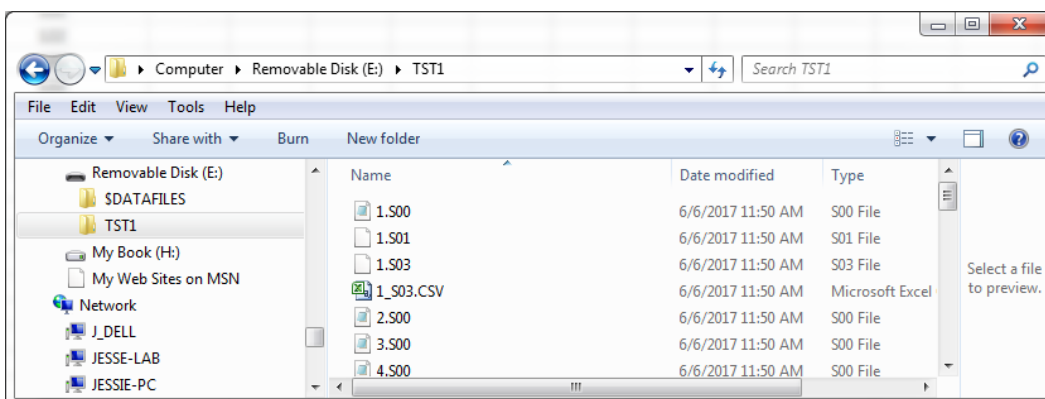 Computer Removable Disk (E:) TST1 Search TST1
File Edit View Tools Help
Organize Share with Burn New folder
Removable Disk (E:)
$DATAFILES
TST1
My Book (H:)
My Web Sites on MSN
Network
J_DELL
JESSE-LAB
JESSIE-PC
Name Date modified Type
1.S00 6/6/2017 11:50 AM S00 File
1.S01 6/6/2017 11:50 AM S01 File
1.S03 6/6/2017 11:50 AM S03 File
1_S03.CSV 6/6/2017 11:50 AM Microsoft Excel
2.S00 6/6/2017 11:50 AM S00 File
3.S00 6/6/2017 11:50 AM S00 File
4.S00 6/6/2017 11:50 AM S00 File
Select a file
to preview.